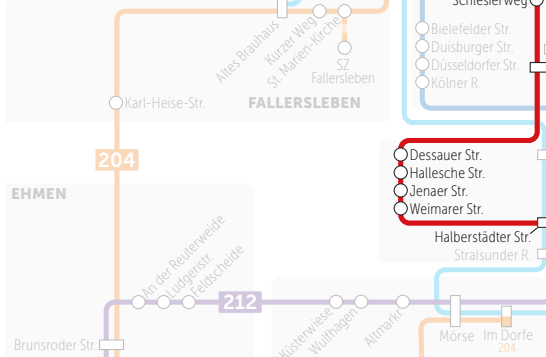 Schlesierweg
Altes Brauhaus
Kurzer Weg
St. Marien-Kirche
SZ
Fallersleben
Bielefelder Str.
Duisburger Str.
Düsseldorfer Str.
Kölner R.
Karl-Heise-Str.
FALLERSLEBEN
204
Dessauer Str.
Hallesche Str.
Jenaer Str.
Weimarer Str.
EHMEN
Halberstädter Str.
Stralsunder R.
An der Reuterweide
Ludgeristr.
Feldscheide
212
Küsterwiese
Wulfhagen
Altmarkr.
Mörse
Im Dorfe
204
Brunsroder Str.